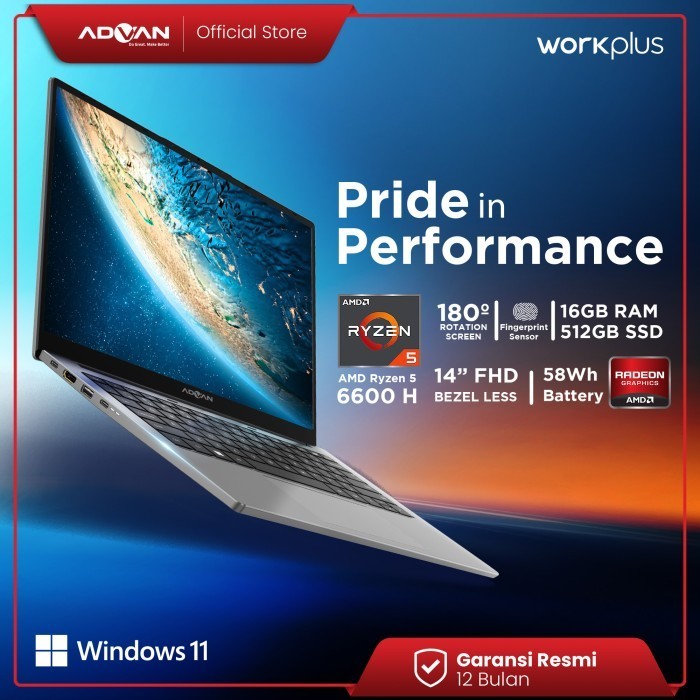 ADVAN
Do Great. Make Better
Official Store
workplus
Pride in
Performance
AMD
RYZEN
5
AMD Ryzen 5
6600 H
180º
ROTATION
SCREEN
Fingerprint
Sensor
16GB RAM
512GB SSD
14” FHD
BEZEL LESS
58Wh
Battery
RADEON
GRAPHICS
AMD
ADVAN
Windows 11
Garansi Resmi
12 Bulan